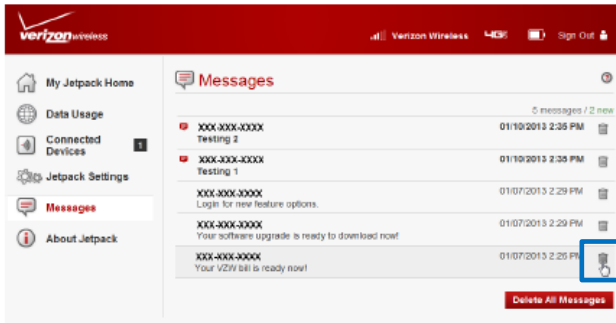 verizonwireless
Verizon Wireless 4G Sign Out
My Jetpack Home
Data Usage
Connected Devices 1
Jetpack Settings
Messages
About Jetpack
Messages
5 messages / 2 new
XXX-XXX-XXXX 01/10/2013 2:35 PM
Testing 2
XXX-XXX-XXXX 01/10/2013 2:35 PM
Testing 1
XXX-XXX-XXXX 01/07/2013 2:29 PM
Login for new feature options.
XXX-XXX-XXXX 01/07/2013 2:29 PM
Your software upgrade is ready to download now!
XXX-XXX-XXXX 01/07/2013 2:26 PM
Your VZW bill is ready now!
Delete All Messages